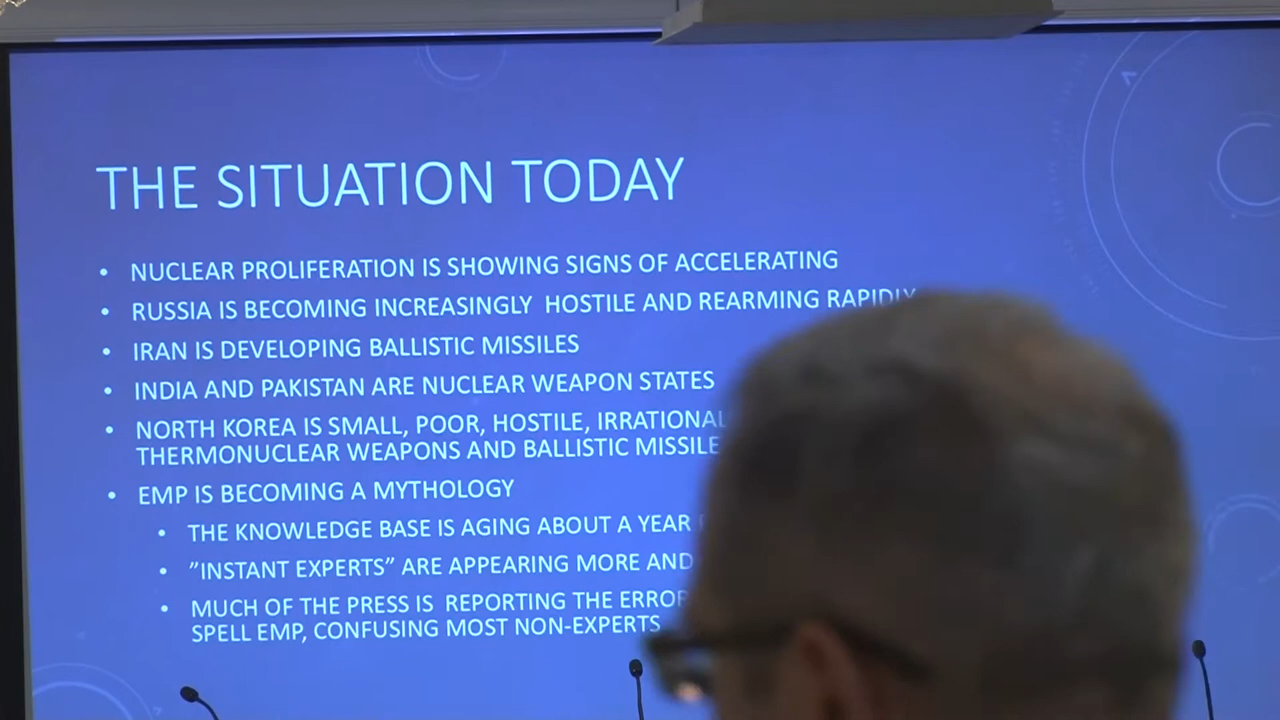 THE SITUATION TODAY
• NUCLEAR PROLIFERATION IS SHOWING SIGNS OF ACCELERATING
• RUSSIA IS BECOMING INCREASINGLY HOSTILE AND REARMING RAPIDLY
• IRAN IS DEVELOPING BALLISTIC MISSILES
• INDIA AND PAKISTAN ARE NUCLEAR WEAPON STATES
• NORTH KOREA IS SMALL, POOR, HOSTILE, IRRATIONAL
THERMONUCLEAR WEAPONS AND BALLISTIC MISSILE
• EMP IS BECOMING A MYTHOLOGY
• THE KNOWLEDGE BASE IS AGING ABOUT A YEAR
• ”INSTANT EXPERTS” ARE APPEARING MORE AND
• MUCH OF THE PRESS IS REPORTING THE
SPELL EMP, CONFUSING MOST NON-EXPERTS